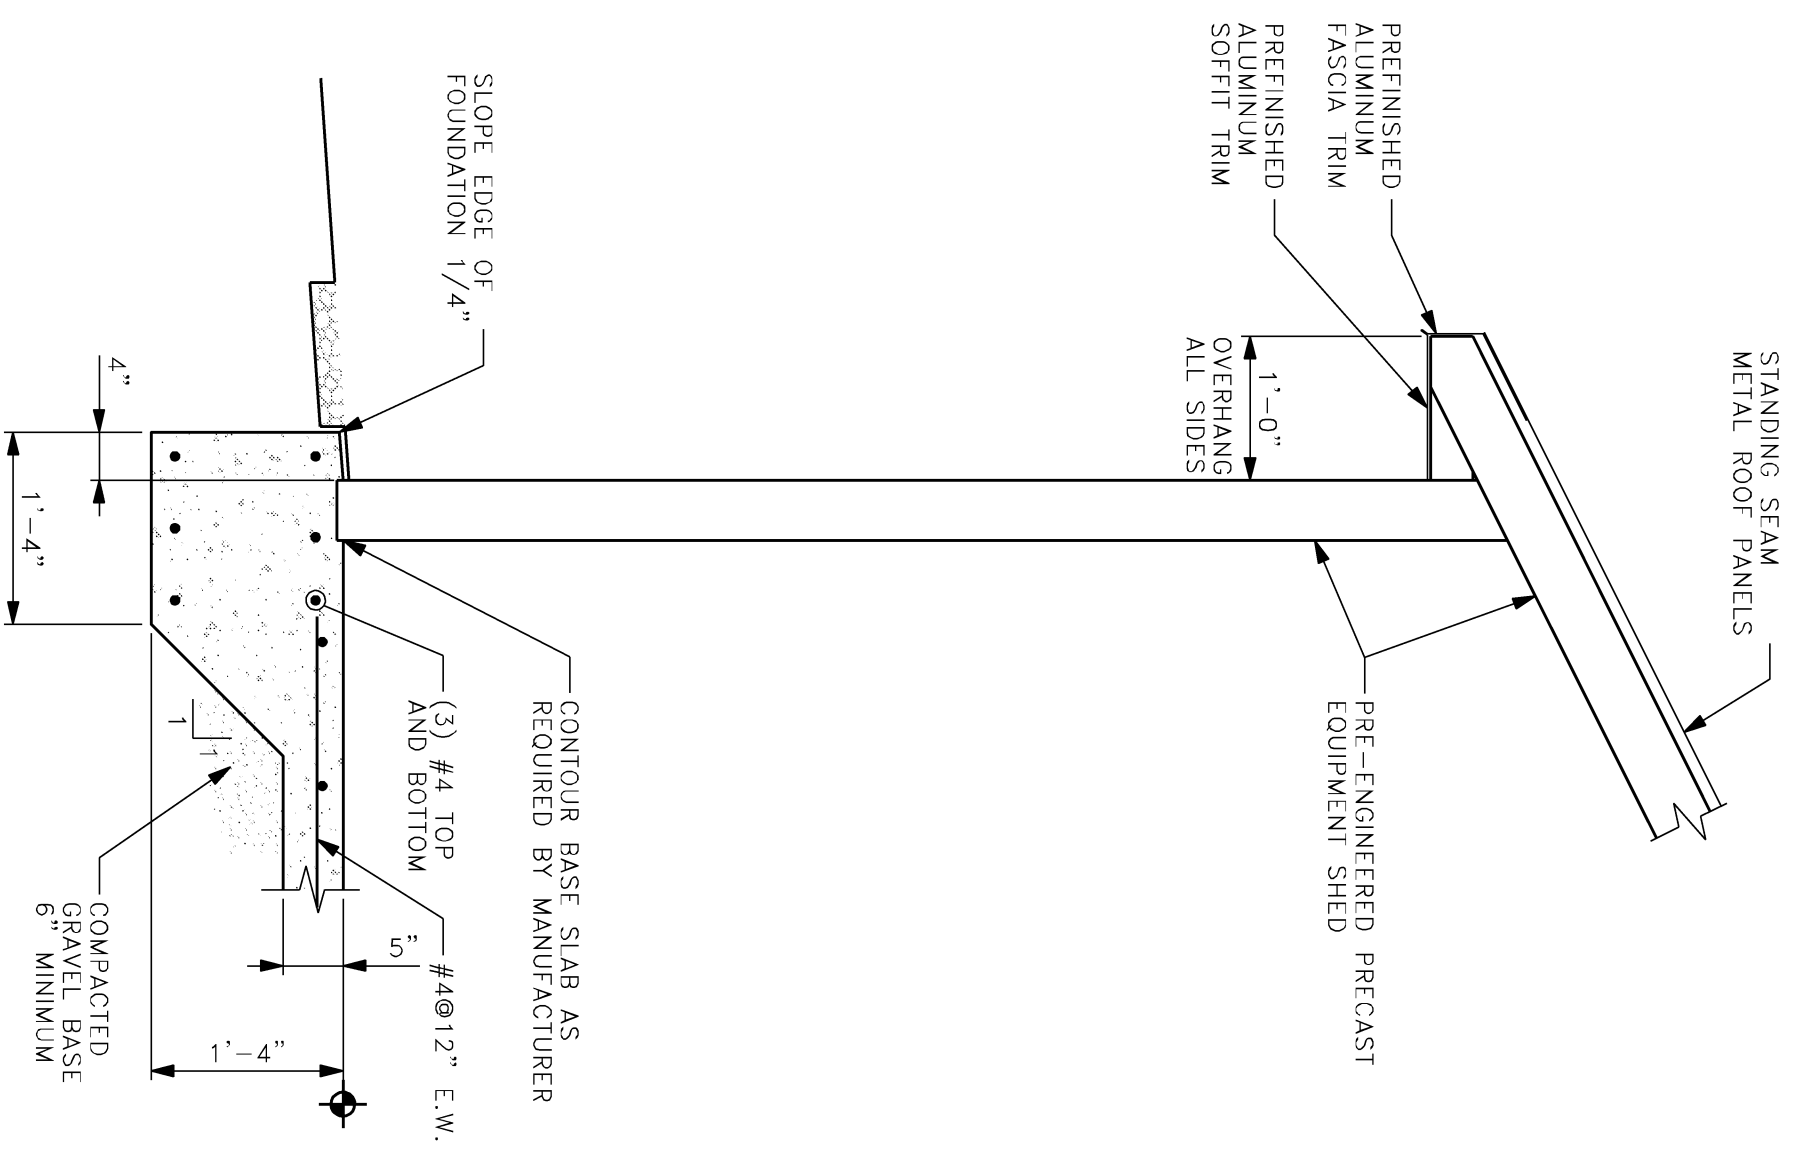 STANDING SEAM
METAL ROOF PANELS
PREFINISHED
ALUMINUM
FASCIA TRIM
PREFINISHED
ALUMINUM
SOFFIT TRIM
1'-0"
OVERHANG
ALL SIDES
PRE-ENGINEERED PRECAST
EQUIPMENT SHED
SLOPE EDGE OF
FOUNDATION 1/4"
CONTOUR BASE SLAB AS
REQUIRED BY MANUFACTURER
(3) #4 TOP
AND BOTTOM
#4@12" E.W.
5"
1'-4"
1
1
4"
1'-4"
COMPACTED
GRAVEL BASE
6" MINIMUM